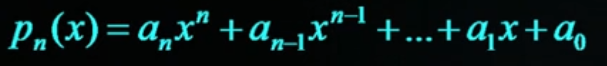 pₙ(x) = aₙxⁿ + aₙ₋₁xⁿ⁻¹ + ... + a₁x + a₀